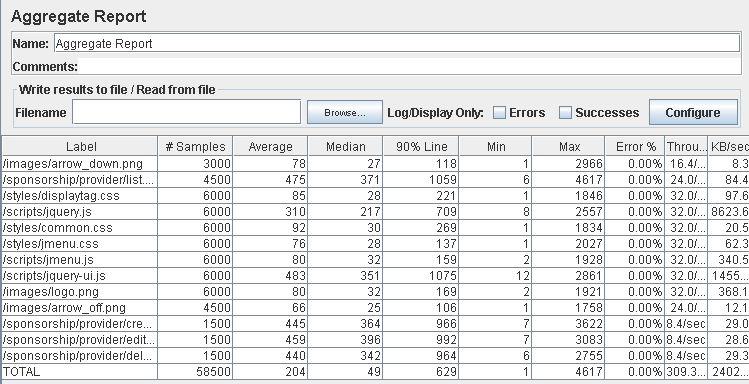 Aggregate Report
Name: Aggregate Report
Comments:
Write results to file / Read from file
Filename Browse... Log/Display Only: Errors Successes Configure
Label # Samples Average Median 90% Line Min Max Error % Throu... KB/sec
/images/arrow_down.png 3000 78 27 118 1 2966 0.00% 16.4/... 8.3
/sponsorship/provider/list.... 4500 475 371 1059 6 4617 0.00% 24.0/... 84.4
/styles/displaytag.css 6000 85 28 221 1 1846 0.00% 32.0/... 97.6
/scripts/jquery.js 6000 310 217 709 8 2557 0.00% 32.0/... 8623.6
/styles/common.css 6000 92 30 269 1 1834 0.00% 32.0/... 20.5
/styles/jmenu.css 6000 76 28 137 1 2027 0.00% 32.0/... 62.3
/scripts/jmenu.js 6000 80 32 159 2 1928 0.00% 32.0/... 340.5
/scripts/jquery-ui.js 6000 483 351 1075 12 2861 0.00% 32.0/... 1455...
/images/logo.png 6000 80 32 169 2 1921 0.00% 32.0/... 368.1
/images/arrow_off.png 4500 66 25 106 1 1758 0.00% 24.0/... 12.1
/sponsorship/provider/cre... 1500 445 364 966 7 3622 0.00% 8.4/sec 29.0
/sponsorship/provider/edit... 1500 459 396 992 7 3083 0.00% 8.4/sec 28.6
/sponsorship/provider/del... 1500 440 342 964 6 2755 0.00% 8.4/sec 29.3
TOTAL 58500 204 49 629 1 4617 0.00% 309.3... 2402...